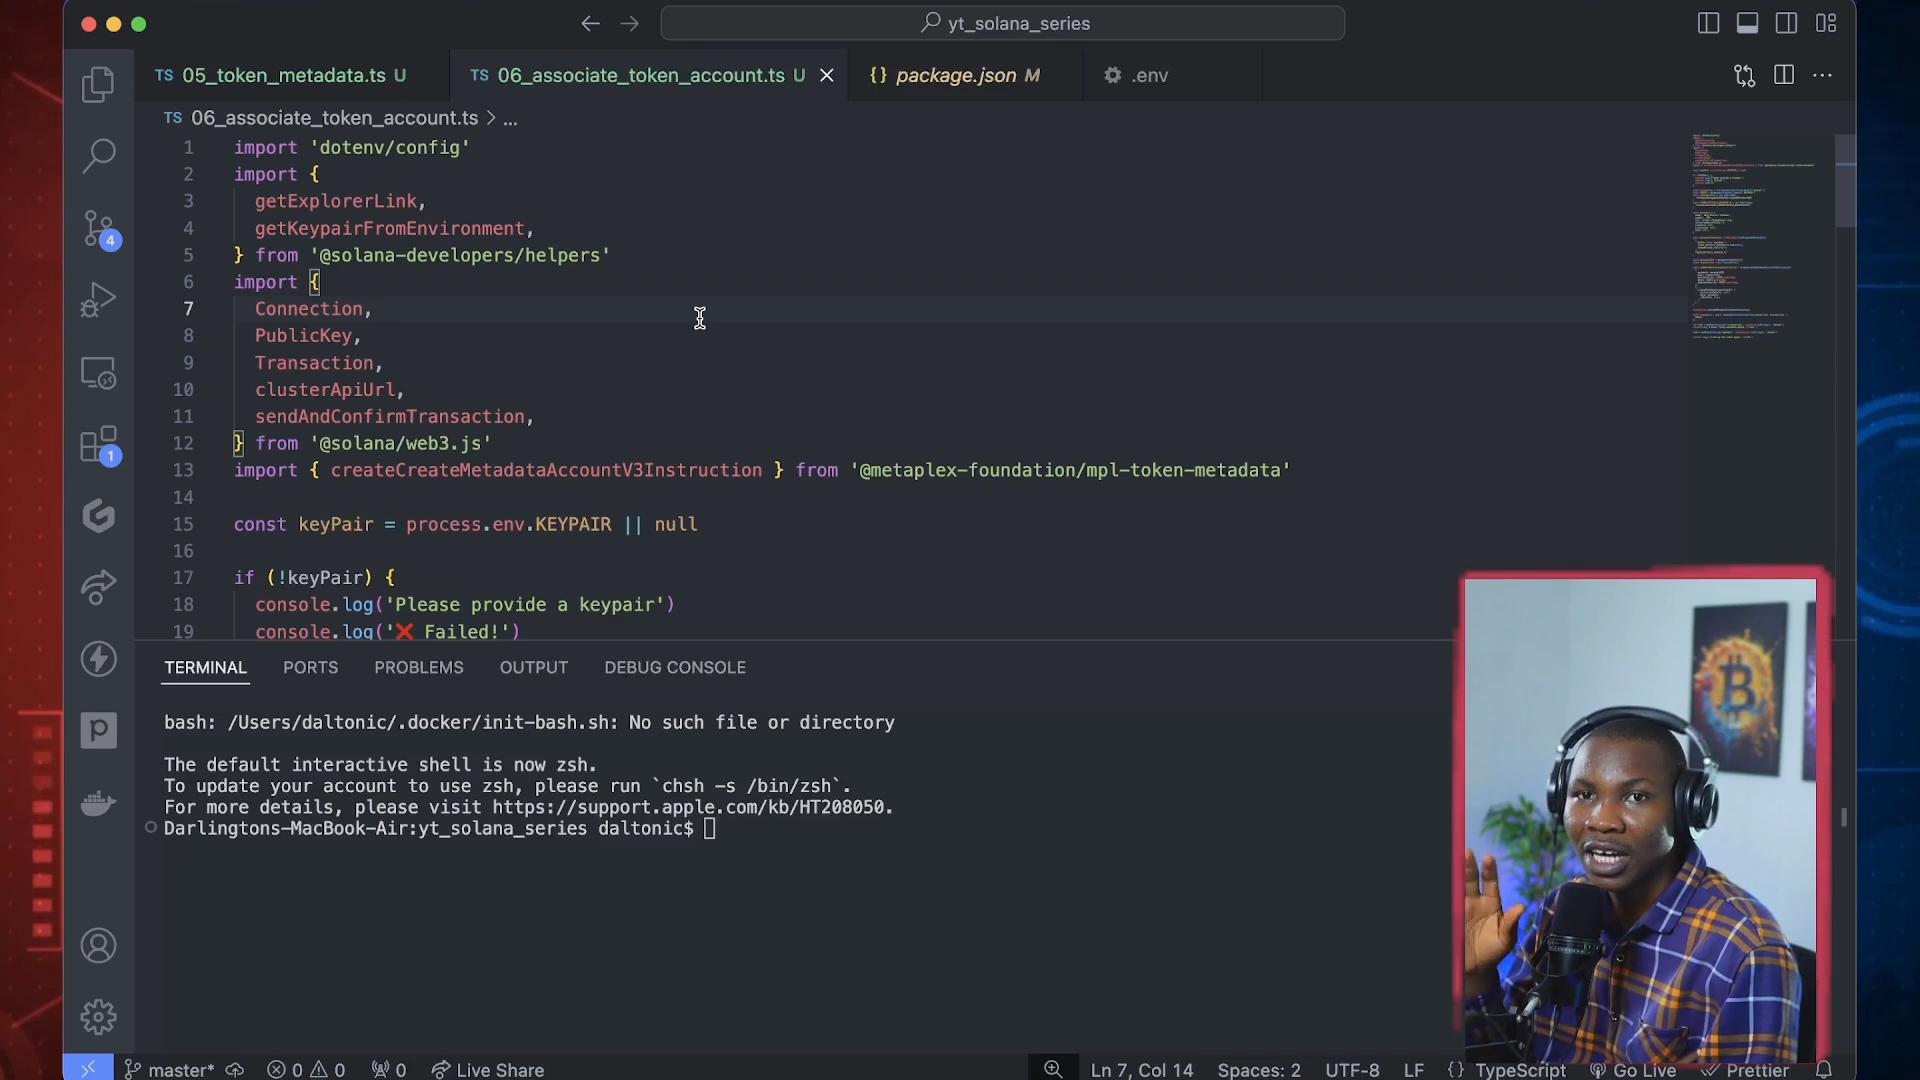 yt_solana_series
TS 05_token_metadata.ts U
TS 06_associate_token_account.ts U
{} package.json M
.env
TS 06_associate_token_account.ts > ...
1 import 'dotenv/config'
2 import {
3 getExplorerLink,
4 getKeypairFromEnvironment,
5 } from '@solana-developers/helpers'
6 import {
7 Connection,
8 PublicKey,
9 Transaction,
10 clusterApiUrl,
11 sendAndConfirmTransaction,
12 } from '@solana/web3.js'
13 import { createCreateMetadataAccountV3Instruction } from '@metaplex-foundation/mpl-token-metadata'
14
15 const keyPair = process.env.KEYPAIR || null
16
17 if (!keyPair) {
18 console.log('Please provide a keypair')
19 console.log('❌ Failed!')
4
1
TERMINAL PORTS PROBLEMS OUTPUT DEBUG CONSOLE
bash: /Users/daltonic/.docker/init-bash.sh: No such file or directory
The default interactive shell is now zsh.
To update your account to use zsh, please run `chsh -s /bin/zsh`.
For more details, please visit https://support.apple.com/kb/HT208050.
Darlingtons-MacBook-Air:yt_solana_series daltonic$
master* 0 0 0 Live Share Ln 7, Col 14 Spaces: 2 UTF-8 LF {} TypeScript Go Live Prettier